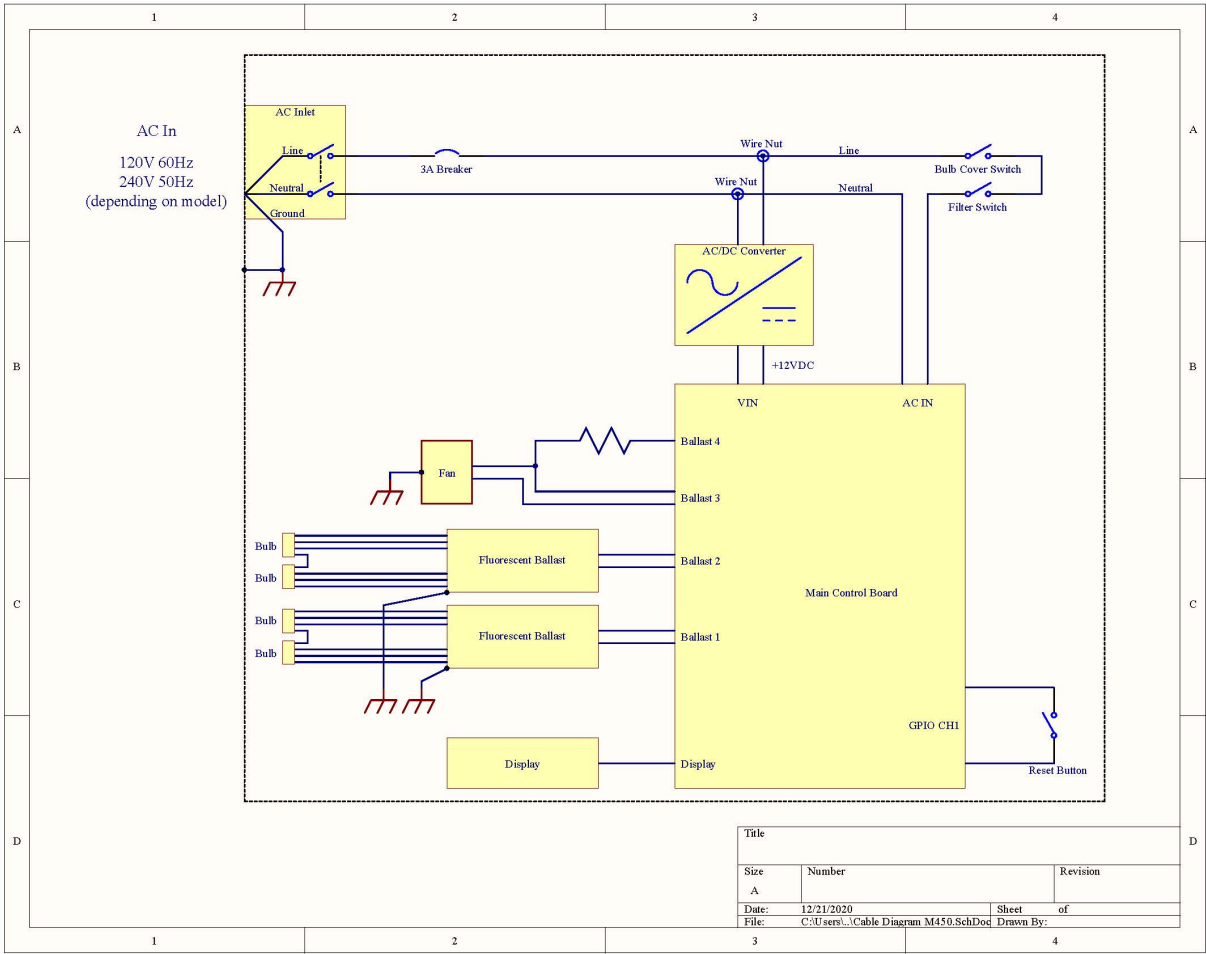 1 2 3 4
A A
AC Inlet
AC In
120V 60Hz
240V 50Hz
(depending on model)
Line
Neutral
Ground
3A Breaker
Wire Nut
Line
Wire Nut
Neutral
Bulb Cover Switch
Filter Switch
AC/DC Converter
B B
+12VDC
VIN
AC IN
Ballast 4
Fan
Ballast 3
Bulb
Bulb
Fluorescent Ballast
Ballast 2
C C
Main Control Board
Bulb
Bulb
Fluorescent Ballast
Ballast 1
GPIO CH1
Reset Button
Display
Display
D D
Title
Size Number Revision
A
Date: 12/21/2020 Sheet of
File: C:\Users\..\Cable Diagram M450.SchDoc Drawn By:
1 2 3 4